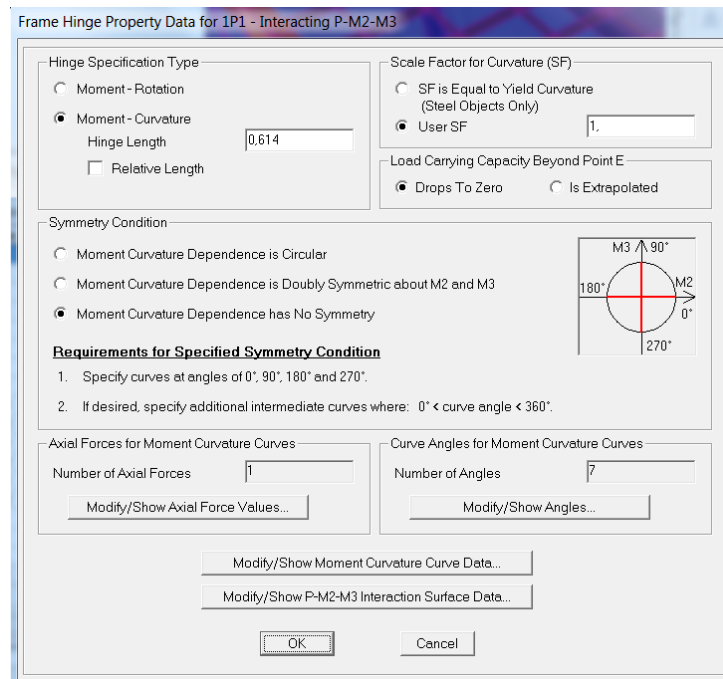 Frame Hinge Property Data for 1P1 - Interacting P-M2-M3
Hinge Specification Type
Moment - Rotation
Moment - Curvature
Hinge Length 0,614
Relative Length
Scale Factor for Curvature (SF)
SF is Equal to Yield Curvature
(Steel Objects Only)
User SF 1,
Load Carrying Capacity Beyond Point E
Drops To Zero Is Extrapolated
Symmetry Condition
Moment Curvature Dependence is Circular
Moment Curvature Dependence is Doubly Symmetric about M2 and M3
Moment Curvature Dependence has No Symmetry
M3 90°
180° M2
0°
270°
Requirements for Specified Symmetry Condition
1. Specify curves at angles of 0°, 90°, 180° and 270°.
2. If desired, specify additional intermediate curves where: 0° < curve angle < 360°.
Axial Forces for Moment Curvature Curves
Number of Axial Forces 1
Modify/Show Axial Force Values...
Curve Angles for Moment Curvature Curves
Number of Angles 7
Modify/Show Angles...
Modify/Show Moment Curvature Curve Data...
Modify/Show P-M2-M3 Interaction Surface Data...
OK Cancel